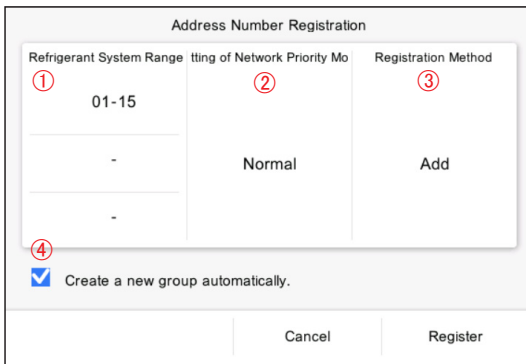 Address Number Registration
Refrigerant System Range tting of Network Priority Mo Registration Method
① ② ③
01-15
-
Normal
Add
-
④
Create a new group automatically.
Cancel Register